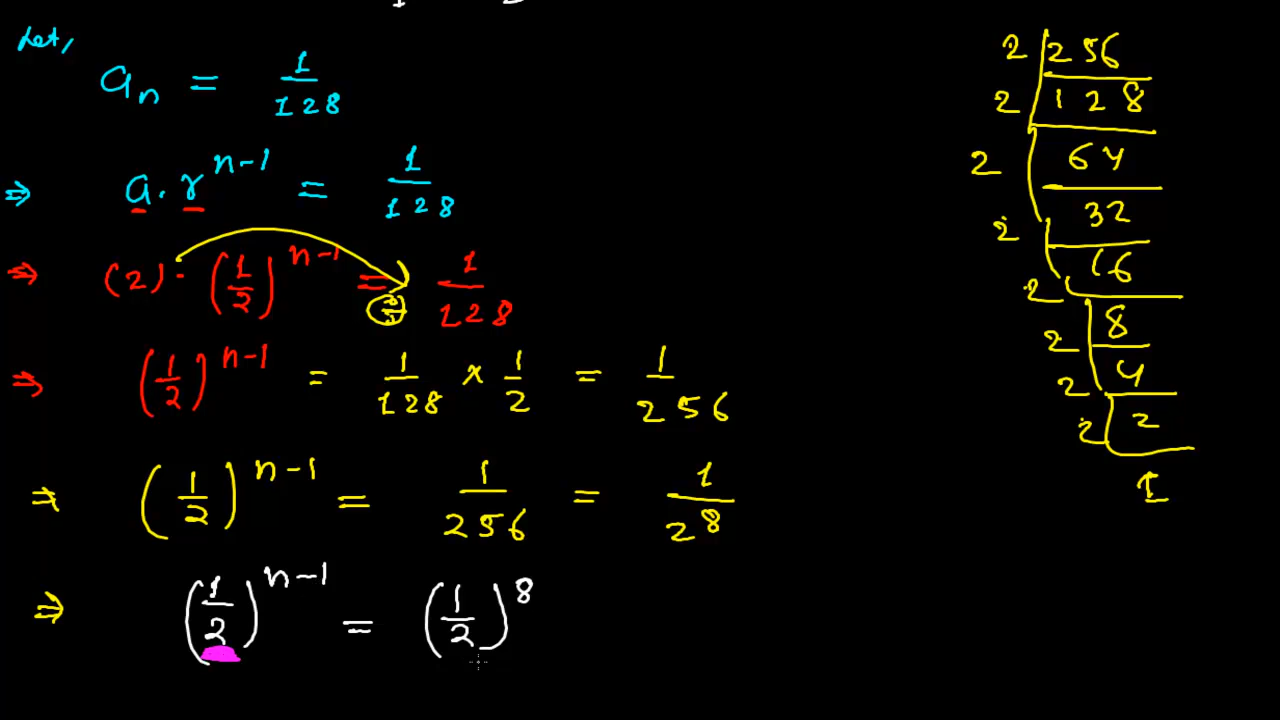 Let,
aₙ = 1/128
⇒ a · r^(n-1) = 1/128
⇒ (2) · (1/2)^(n-1) = 1/128
⇒ (1/2)^(n-1) = 1/128 × 1/2 = 1/256
⇒ (1/2)^(n-1) = 1/256 = 1/2^8
⇒ (1/2)^(n-1) = (1/2)^8
2 256
2 128
2 64
2 32
2 16
2 8
2 4
2 2
1